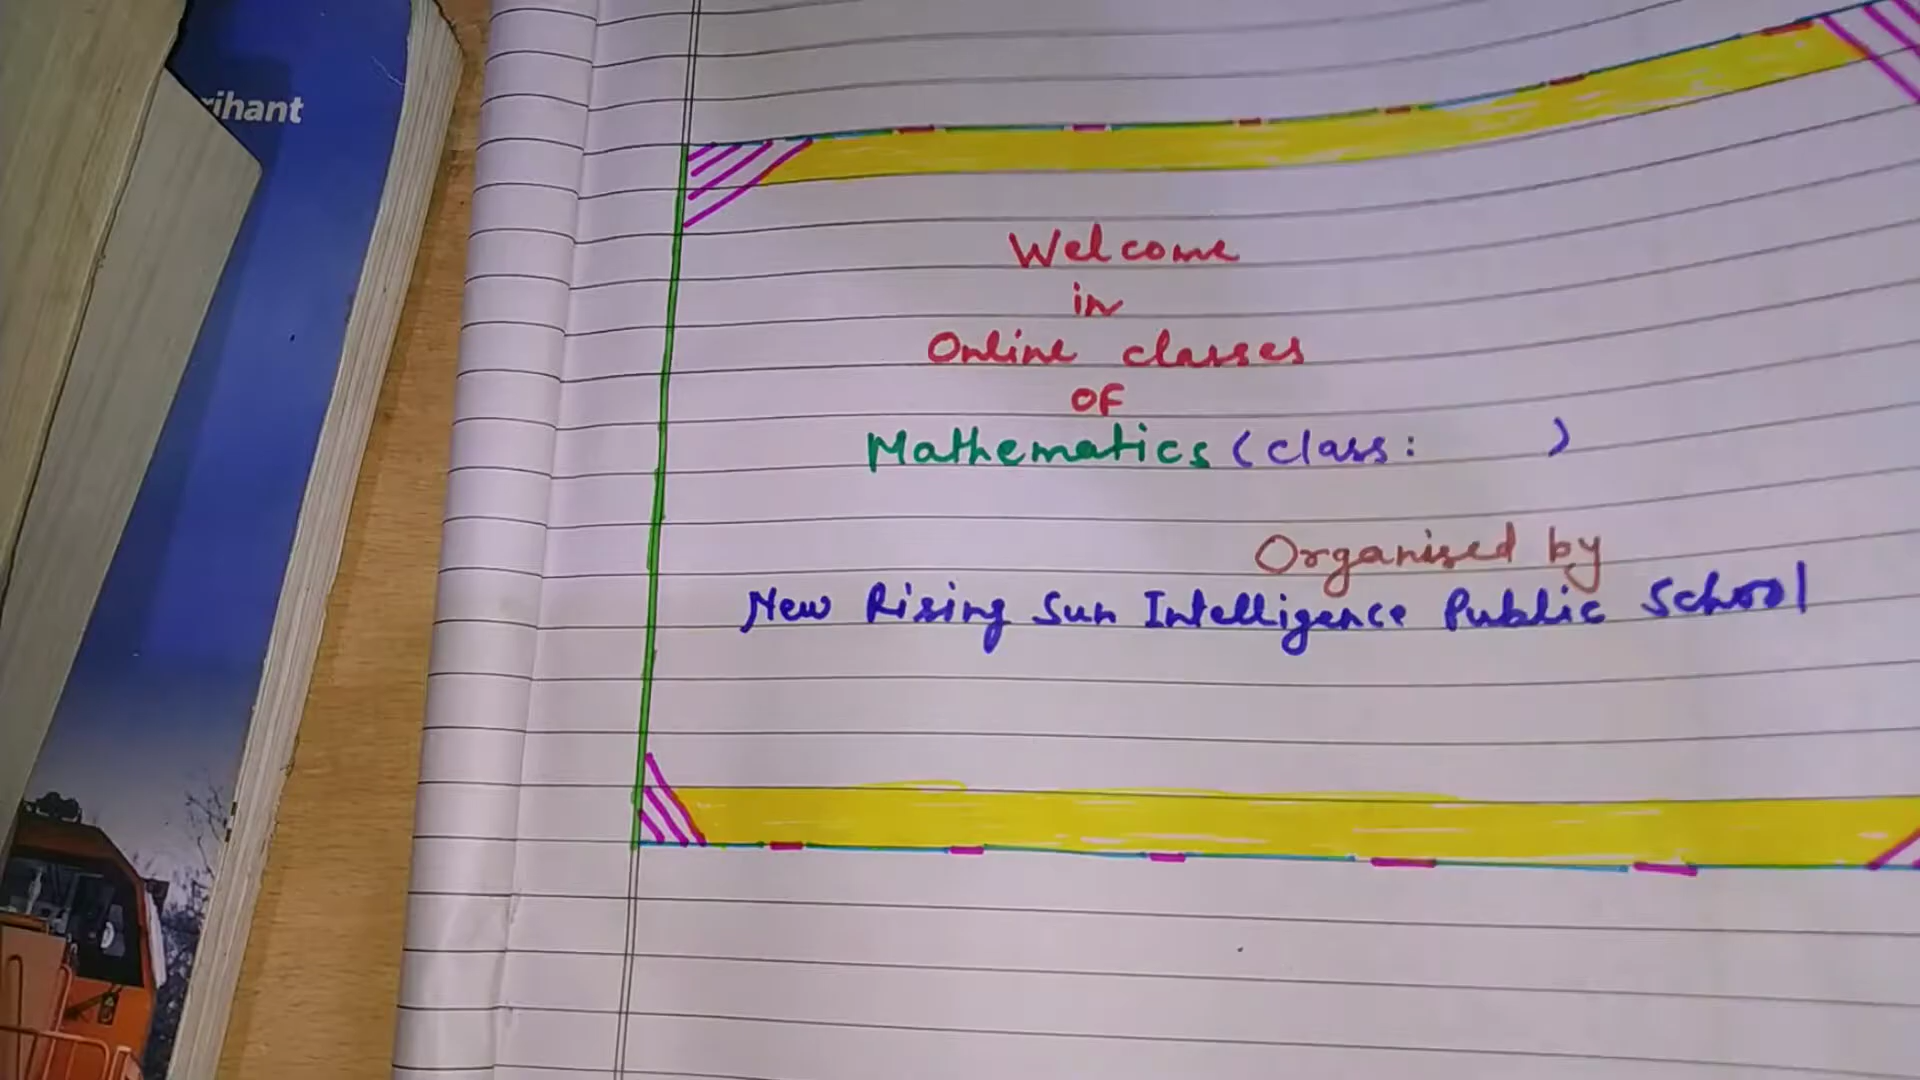 rihant
Welcome
in
Online classes
OF
Mathematics (class: )
Organised by
New Rising Sun Intelligence Public School